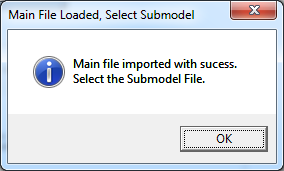 Main File Loaded, Select Submodel
Main file imported with sucess.
Select the Submodel File.
OK